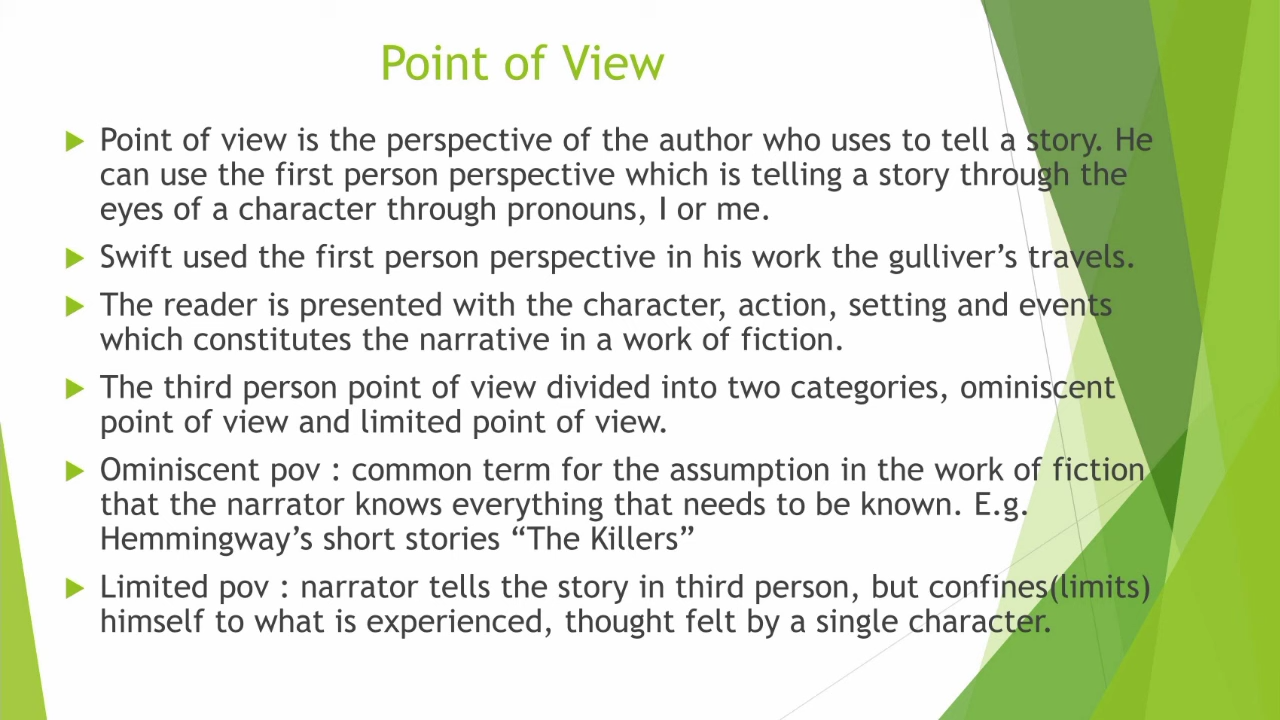 Point of View
Point of view is the perspective of the author who uses to tell a story. He
can use the first person perspective which is telling a story through the
eyes of a character through pronouns, I or me.
Swift used the first person perspective in his work the gulliver’s travels.
The reader is presented with the character, action, setting and events
which constitutes the narrative in a work of fiction.
The third person point of view divided into two categories, ominiscent
point of view and limited point of view.
Ominiscent pov : common term for the assumption in the work of fiction
that the narrator knows everything that needs to be known. E.g.
Hemmingway’s short stories “The Killers”
Limited pov : narrator tells the story in third person, but confines(limits)
himself to what is experienced, thought felt by a single character.